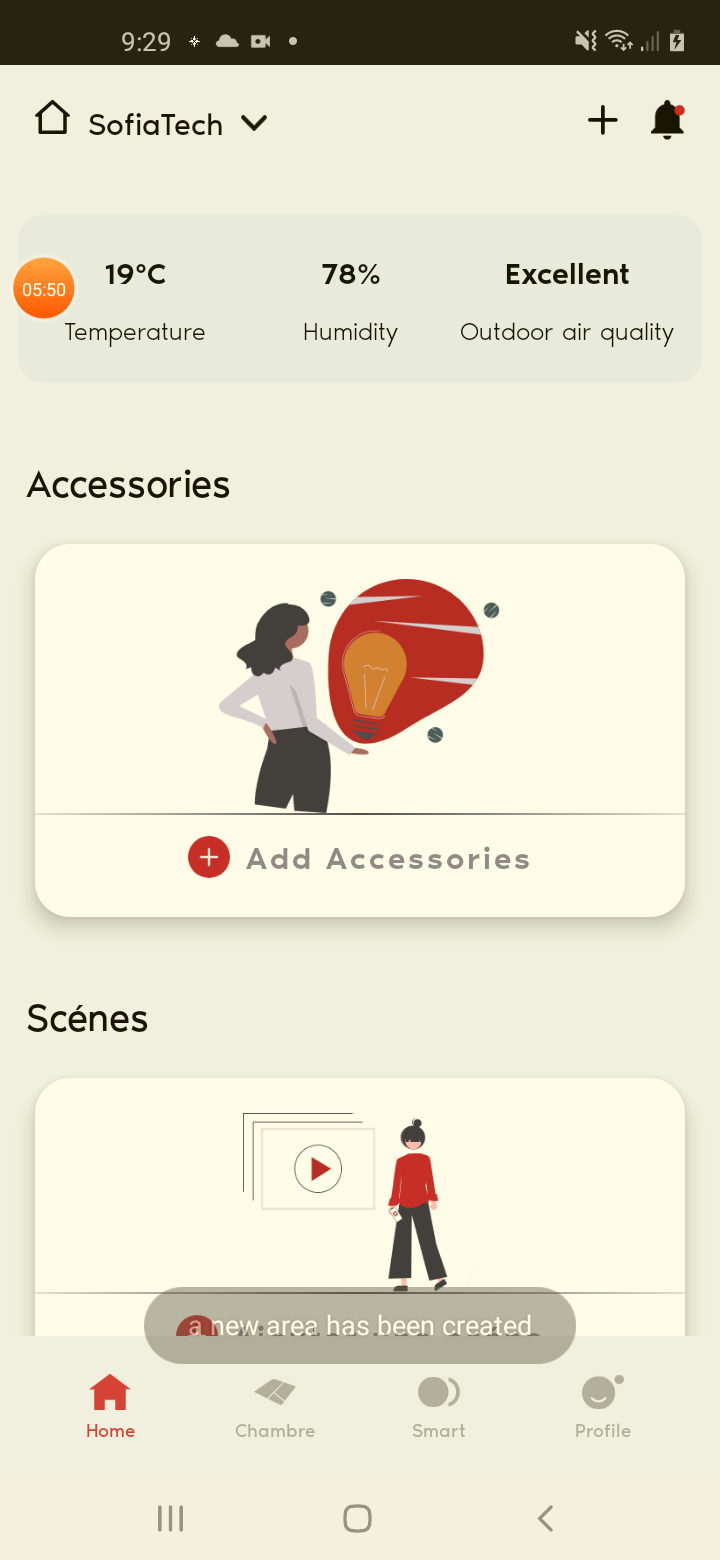 9:29
SofiaTech
19°C
78%
Excellent
05:50
Temperature
Humidity
Outdoor air quality
Accessories
Add Accessories
Scénes
a new area has been created
Home
Chambre
Smart
Profile